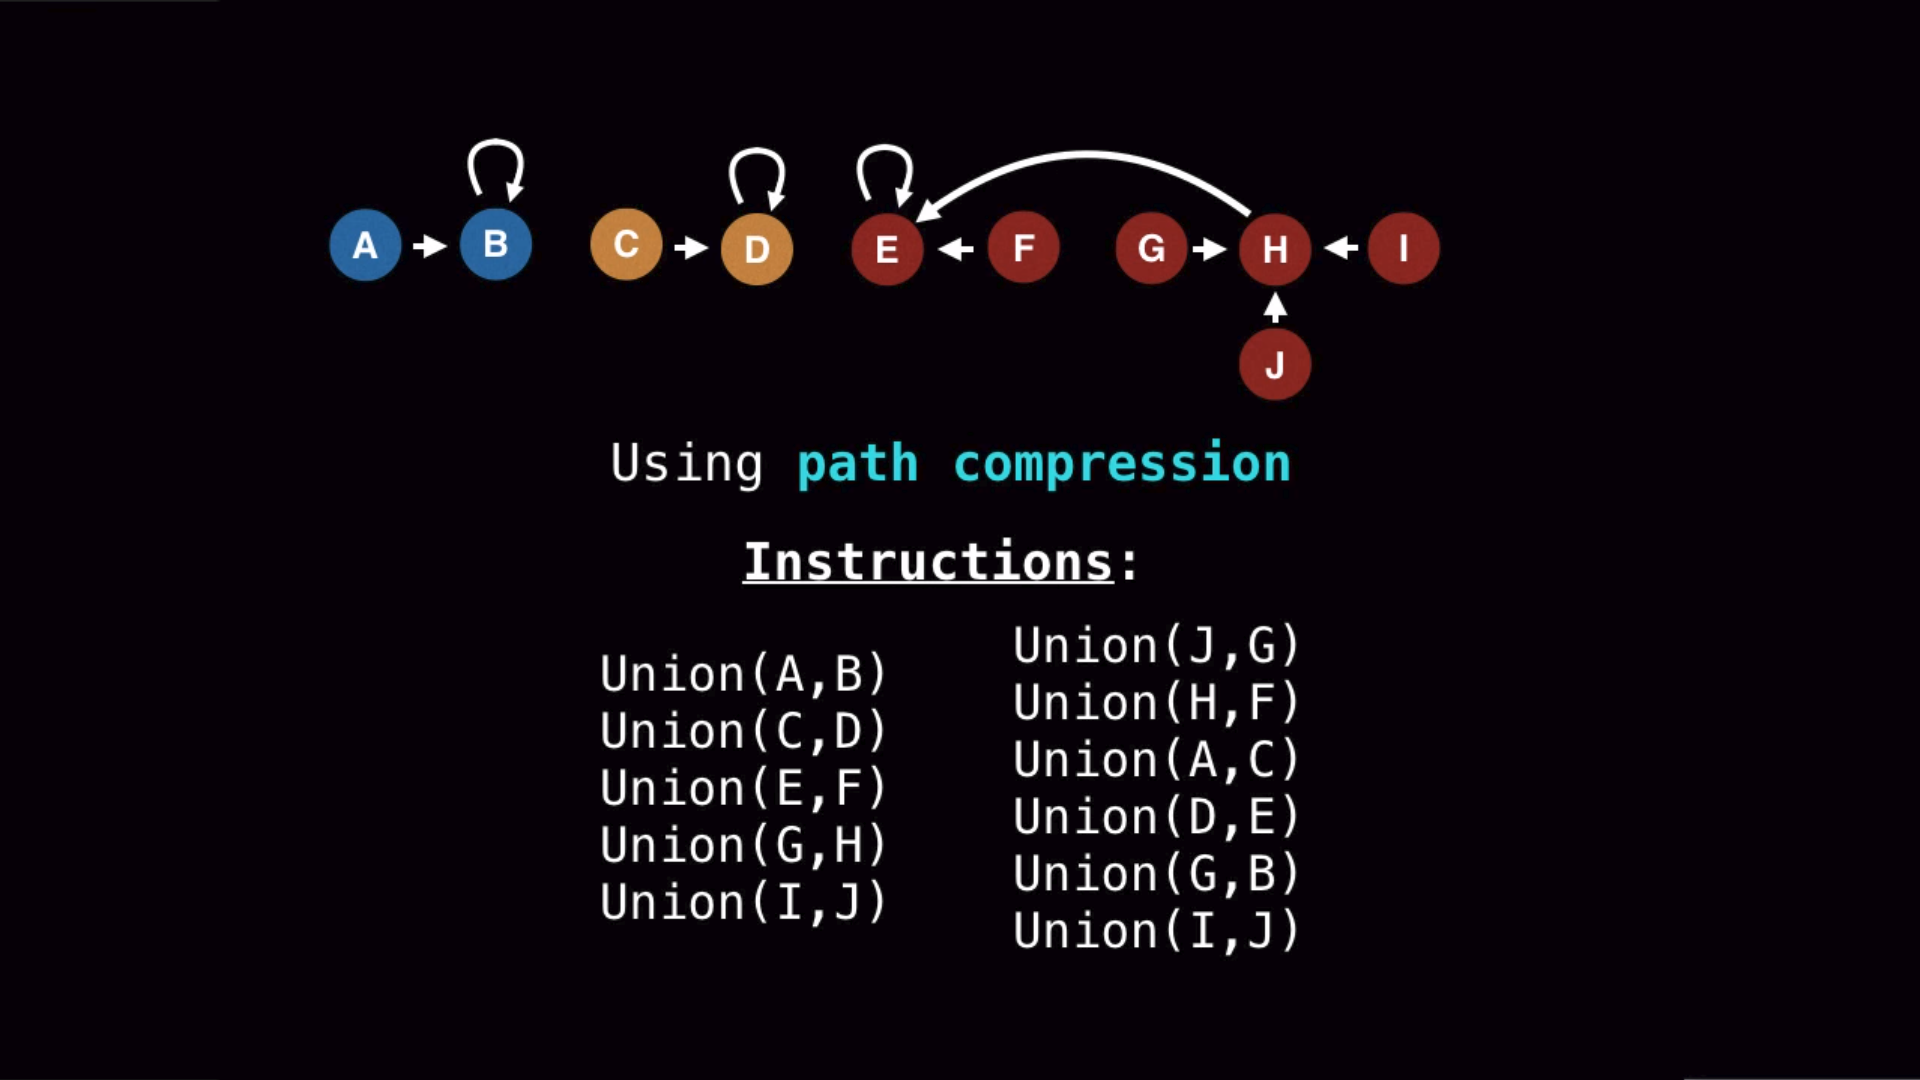 A B C D E F G H I
J
Using path compression
Instructions:
Union(A,B)
Union(C,D)
Union(E,F)
Union(G,H)
Union(I,J)
Union(J,G)
Union(H,F)
Union(A,C)
Union(D,E)
Union(G,B)
Union(I,J)